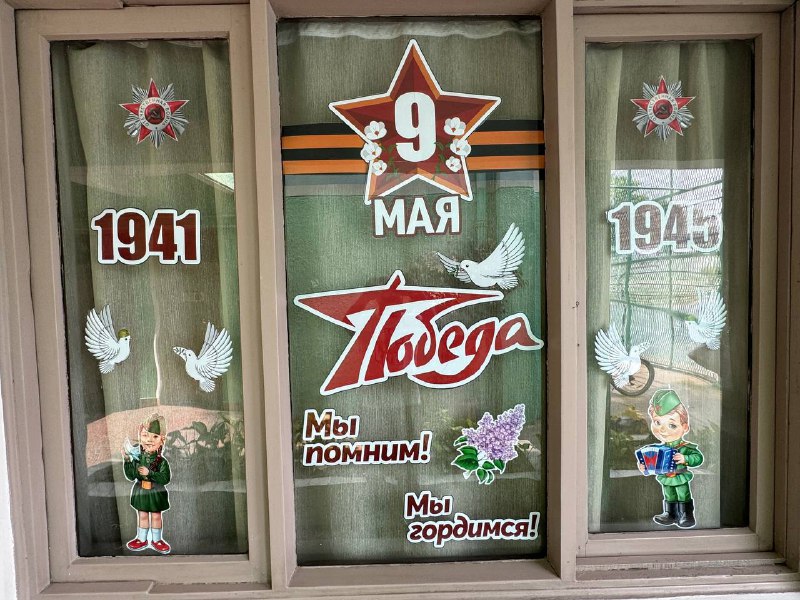 1941
9
МАЯ
Победа
Мы
помним!
Мы
гордимся!
1945